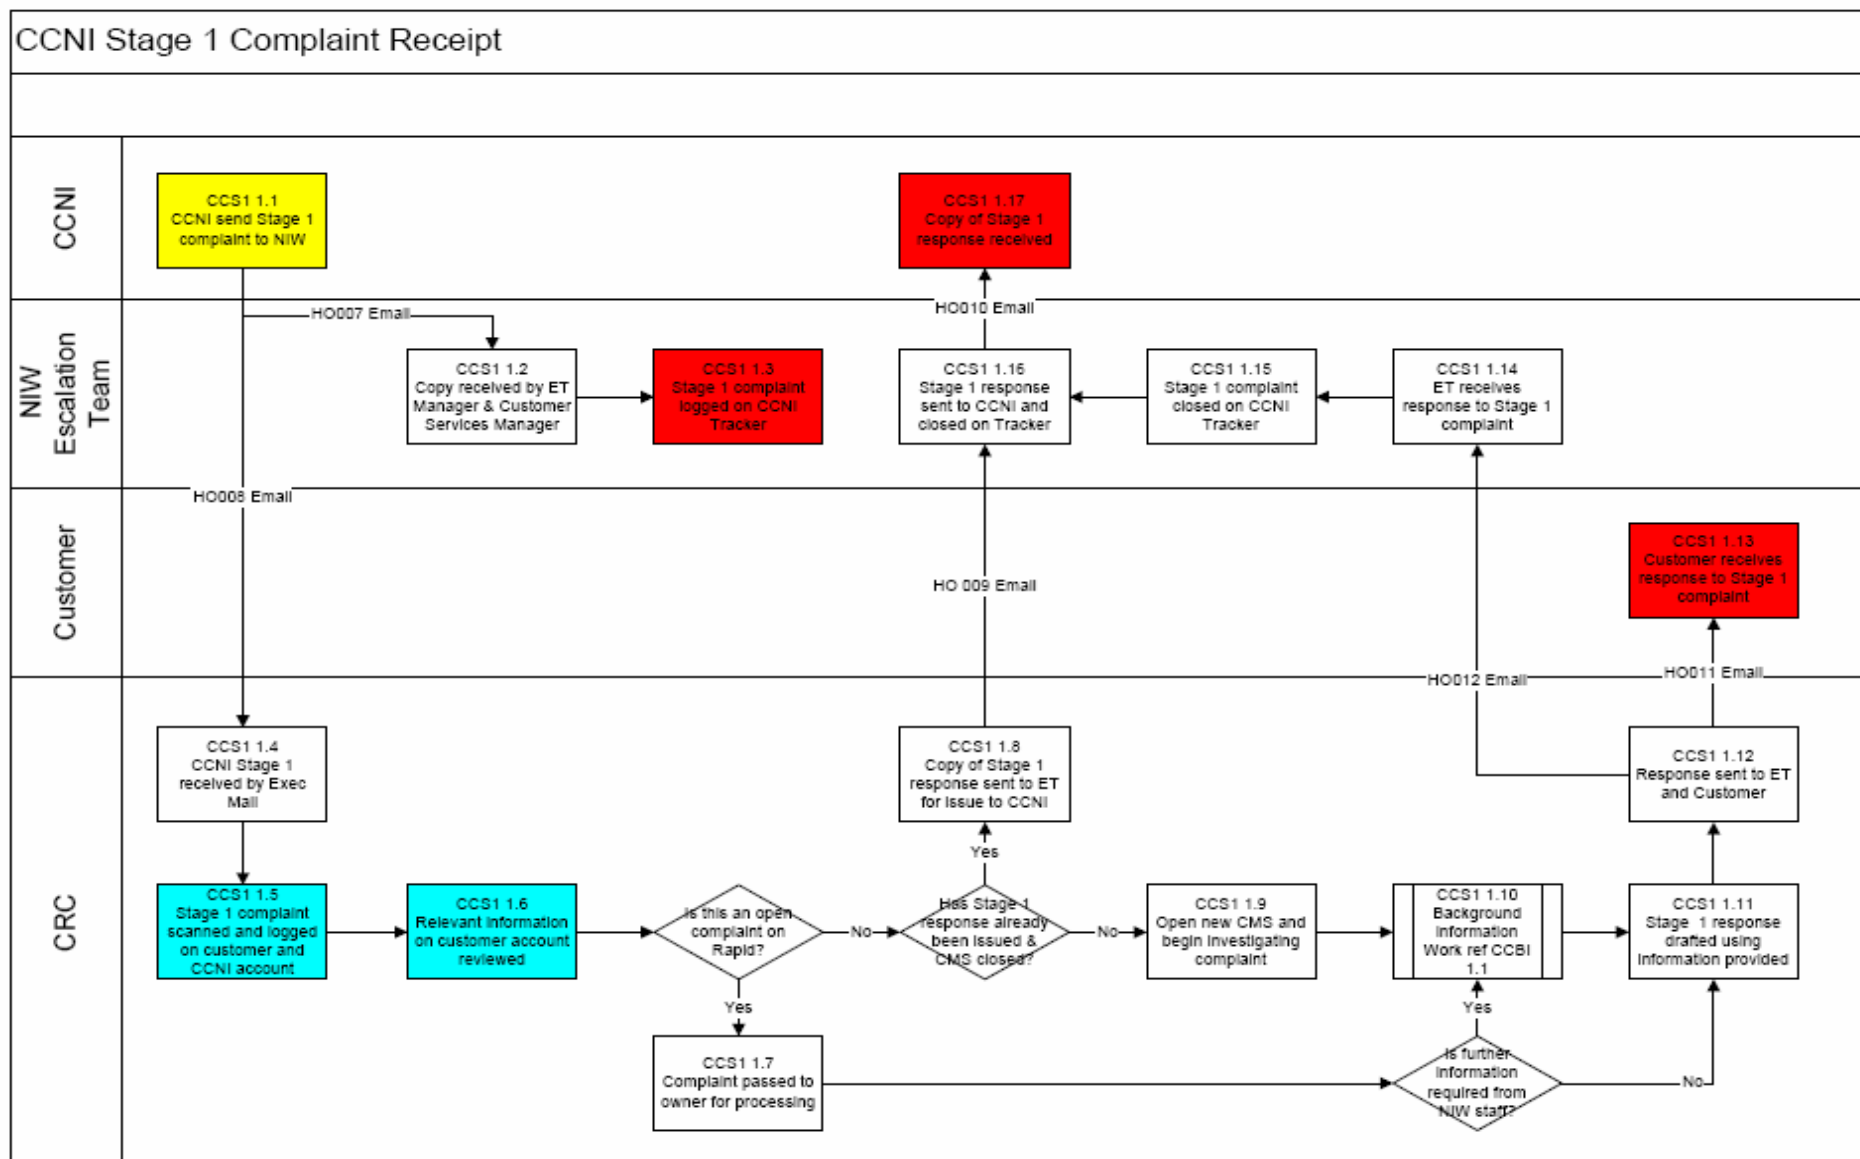 CCNI Stage 1 Complaint Receipt
CCNI
CCS1 1.1
CCNI send Stage 1
complaint to NIW
CCS1 1.17
Copy of Stage 1
response received
HO007 Email
HO010 Email
NIW
Escalation
Team
CCS1 1.2
Copy received by ET
Manager & Customer
Services Manager
CCS1 1.3
Stage 1 complaint
logged on CCNI
Tracker
CCS1 1.16
Stage 1 response
sent to CCNI and
closed on Tracker
CCS1 1.15
Stage 1 complaint
closed on CCNI
Tracker
CCS1 1.14
ET receives
response to Stage 1
complaint
HO008 Email
Customer
HO 009 Email
CCS1 1.13
Customer receives
response to Stage 1
complaint
HO012 Email
HO011 Email
CRC
CCS1 1.4
CCNI Stage 1
received by Exec
Mail
CCS1 1.8
Copy of Stage 1
response sent to ET
for issue to CCNI
CCS1 1.12
Response sent to ET
and Customer
Yes
CCS1 1.5
Stage 1 complaint
scanned and logged
on customer and
CCNI account
CCS1 1.6
Relevant information
on customer account
reviewed
Is this an open
complaint on
Rapid?
No
Has Stage 1
response already
been issued &
CMS closed?
No
CCS1 1.9
Open new CMS and
begin investigating
complaint
CCS1 1.10
Background
Information
Work ref CCBI
1.1
CCS1 1.11
Stage 1 response
drafted using
information provided
Yes
Yes
CCS1 1.7
Complaint passed to
owner for processing
Is further
information
required from
NIW staff?
No